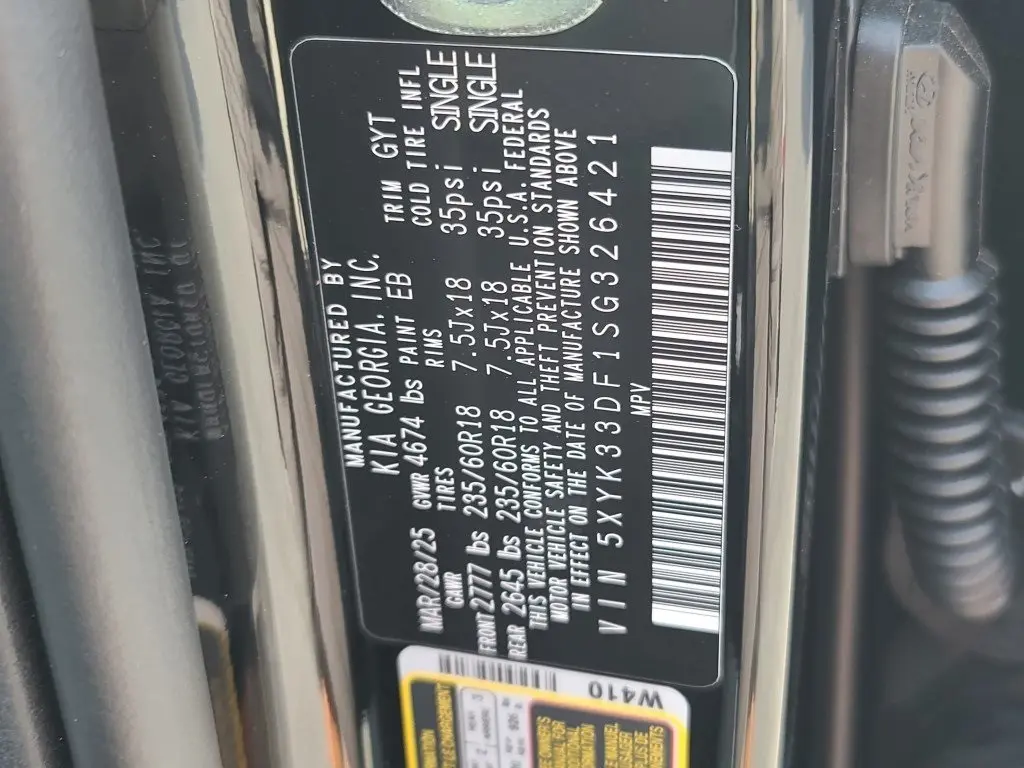 MANUFACTURED BY
KIA GEORGIA, INC.
MAR/28/25 GVWR 4674 lbs PAINT EB TRIM GYT
GAWR TIRES RIMS COLD TIRE INFL
FRONT 2777 lbs 235/60R18 7.5Jx18 35psi SINGLE
REAR 2645 lbs 235/60R18 7.5Jx18 35psi SINGLE
THIS VEHICLE CONFORMS TO ALL APPLICABLE U.S.A. FEDERAL
MOTOR VEHICLE SAFETY AND THEFT PREVENTION STANDARDS
IN EFFECT ON THE DATE OF MANUFACTURE SHOWN ABOVE
VIN 5XYK33DF1SG326421
MPV
W410